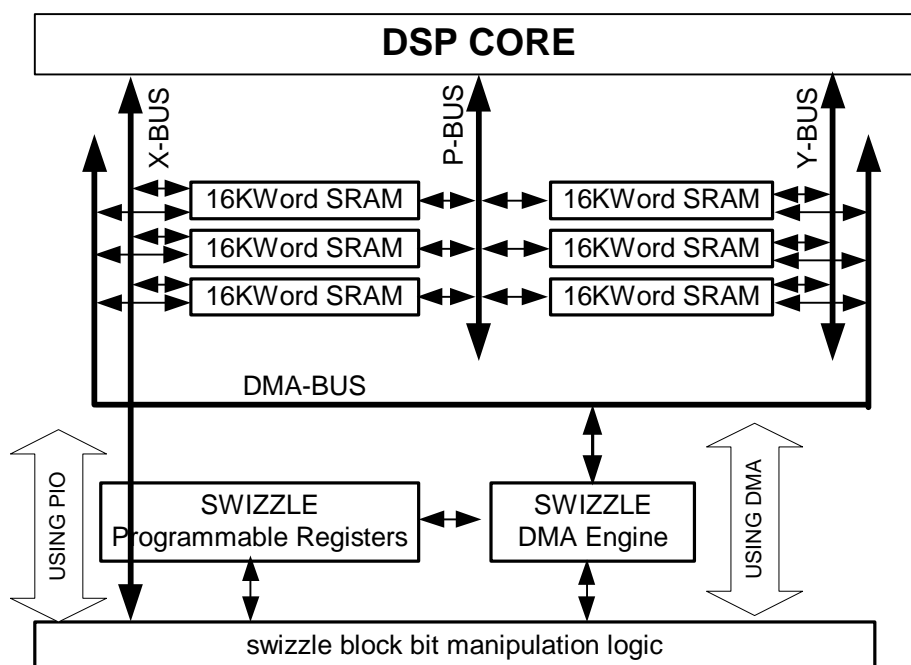 DSP CORE
X-BUS
P-BUS
Y-BUS
16KWord SRAM
16KWord SRAM
16KWord SRAM
16KWord SRAM
16KWord SRAM
16KWord SRAM
DMA-BUS
USING PIO
SWIZZLE
Programmable Registers
SWIZZLE
DMA Engine
USING DMA
swizzle block bit manipulation logic